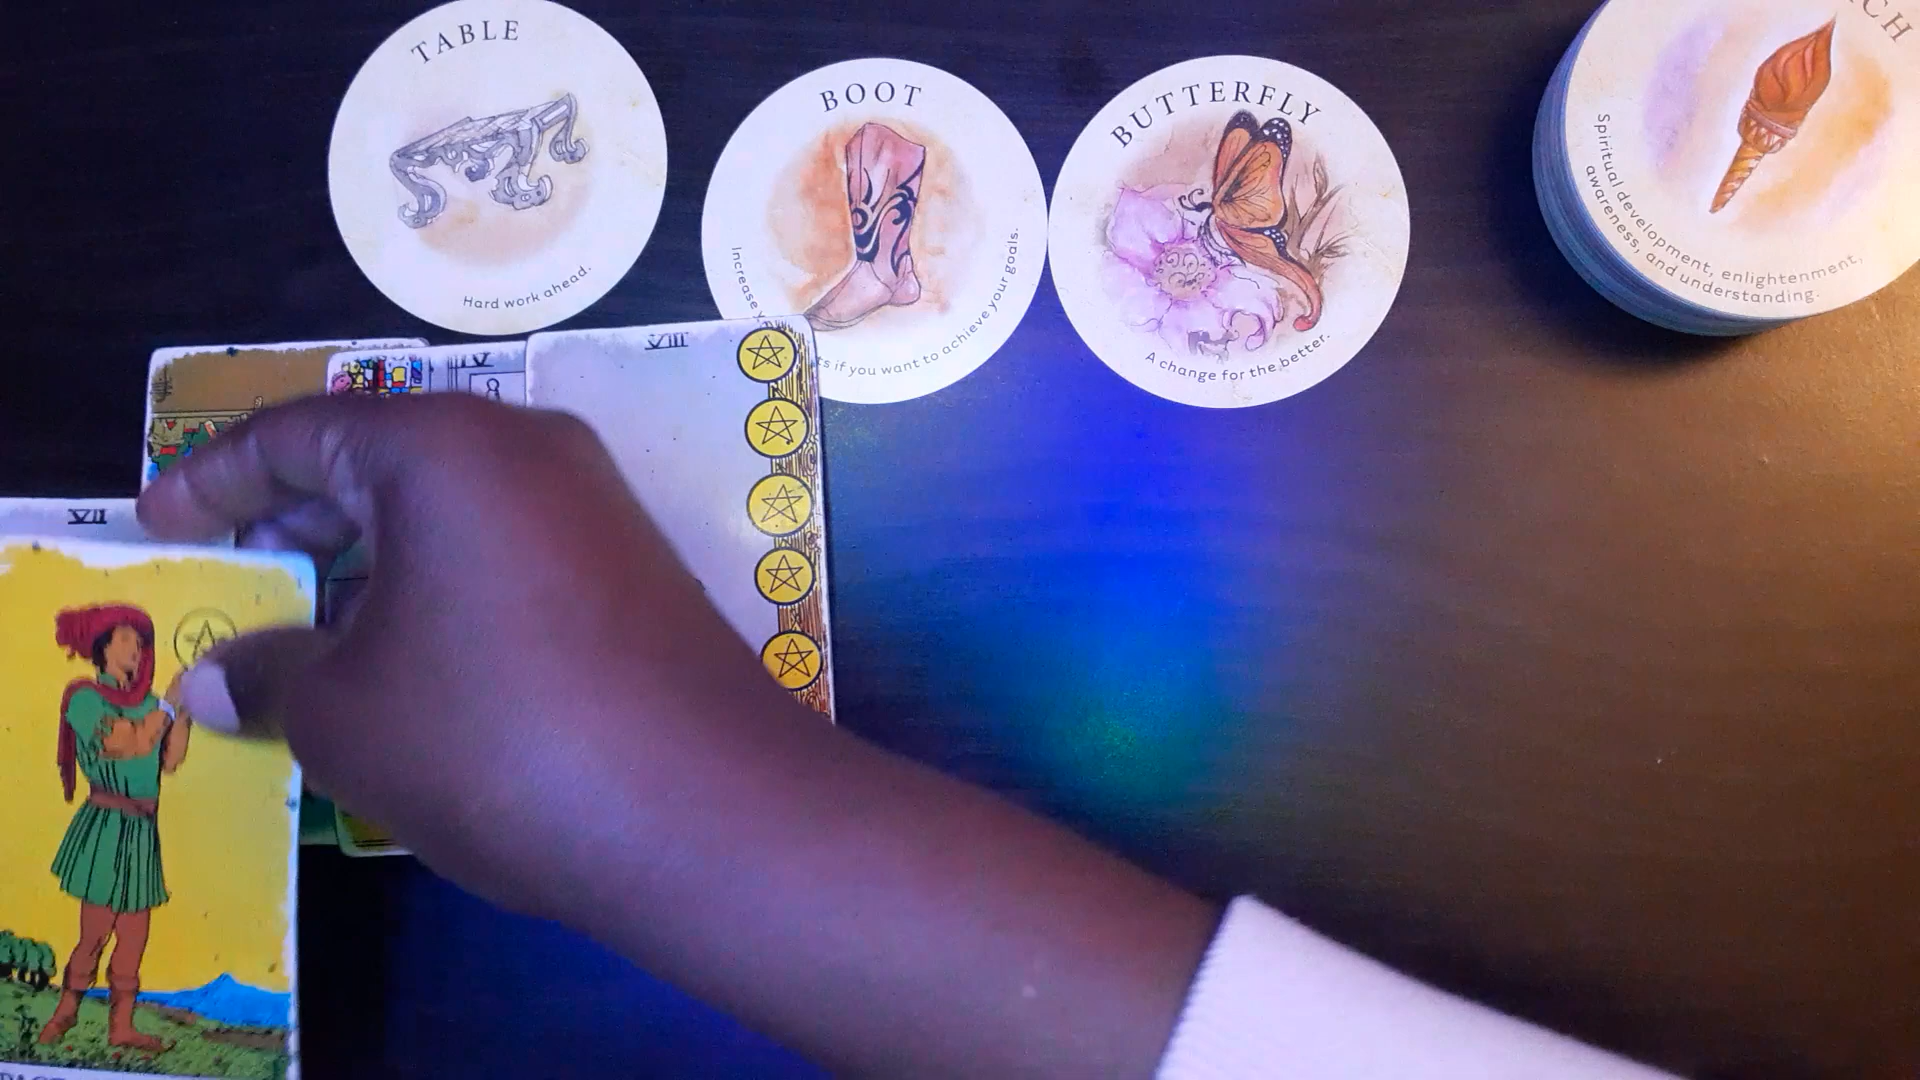 TABLE
Hard work ahead.
BOOT
Increase
if you want to achieve your goals.
BUTTERFLY
A change for the better.
Spiritual development, enlightenment,
awareness, and understanding.
IV
VIII
VII